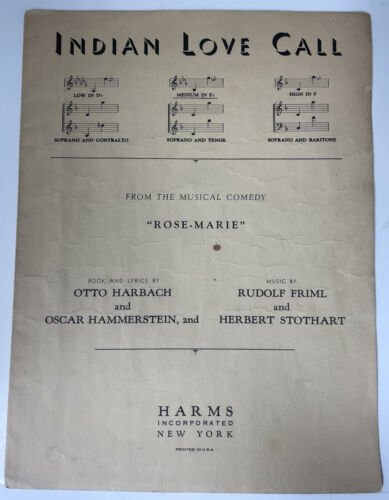 INDIAN LOVE CALL
LOW IN D♭ MEDIUM IN E♭ HIGH IN F
SOPRANO AND CONTRALTO SOPRANO AND TENOR SOPRANO AND BARITONE
FROM THE MUSICAL COMEDY
"ROSE-MARIE"
BOOK AND LYRICS BY
OTTO HARBACH
and
OSCAR HAMMERSTEIN, 2nd
MUSIC BY
RUDOLF FRIML
and
HERBERT STOTHART
HARMS
INCORPORATED
NEW YORK
PRINTED IN U.S.A.